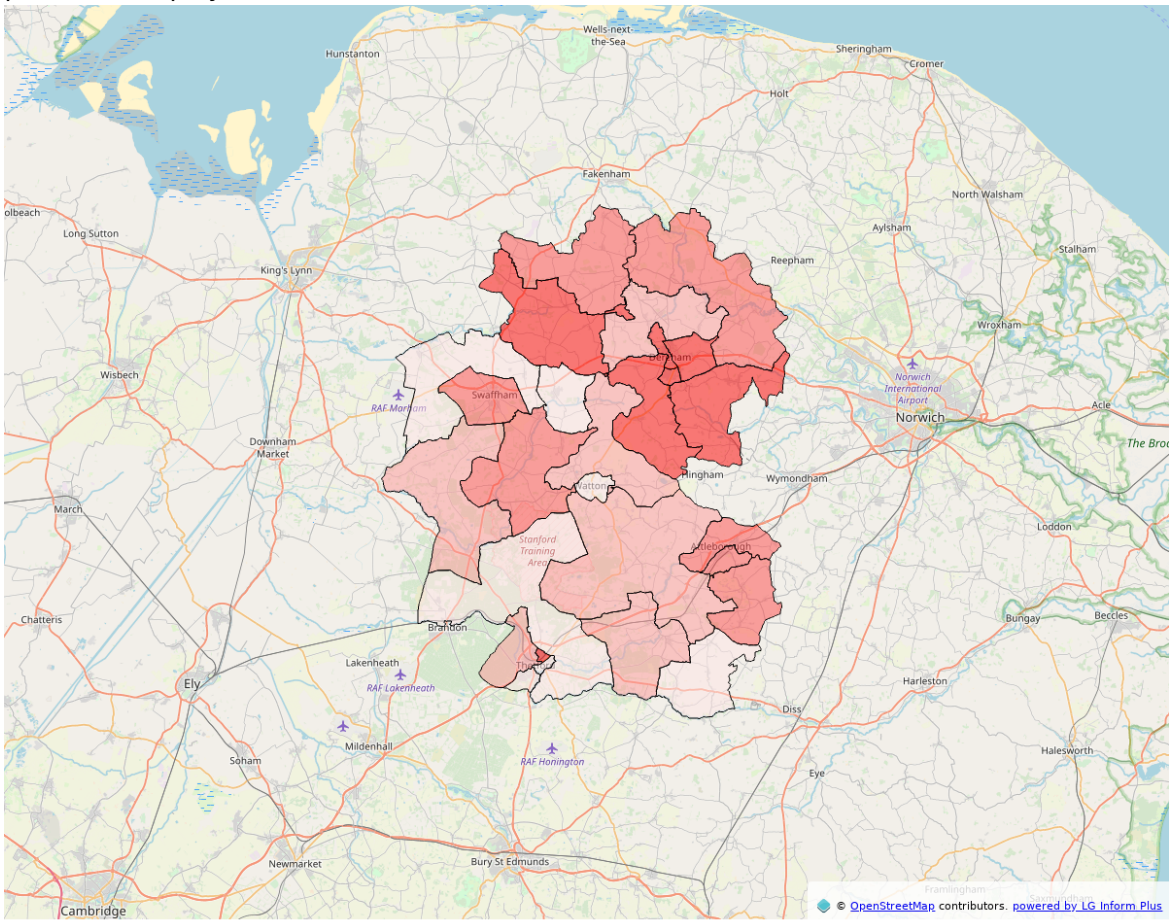 Wells-next-
the-Sea
Hunstanton
Sheringham
Cromer
Holt
Fakenham
North Walsham
Aylsham
Long Sutton
Stalham
Reepham
King's Lynn
Wroxham
Dereham
Wisbech
Norwich
International
Airport
Swaffham
RAF Marham
Acle
Norwich
Downham
Market
The Broa
Hingham
Wymondham
Watton
March
Loddon
Stanford
Training
Area
Attleborough
Chatteris
Brandon
Bungay
Beccles
Lakenheath
Ely
RAF Lakenheath
Harleston
Diss
Mildenhall
Halesworth
Soham
RAF Honington
Eye
Newmarket
Bury St Edmunds
Framlingham
Cambridge
© OpenStreetMap contributors. powered by LG Inform Plus